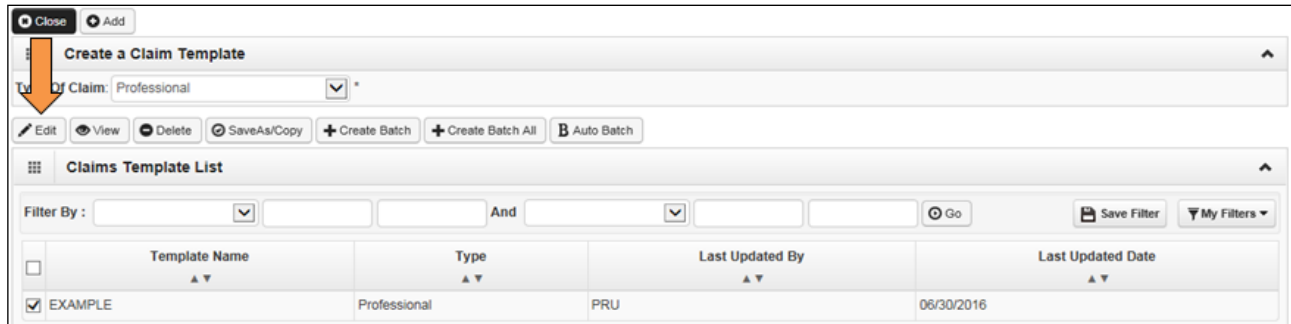 Close Add
Create a Claim Template
Type Of Claim: Professional *
Edit View Delete SaveAs/Copy Create Batch Create Batch All B Auto Batch
Claims Template List
Filter By : And Go Save Filter My Filters
Template Name Type Last Updated By Last Updated Date
EXAMPLE Professional PRU 06/30/2016